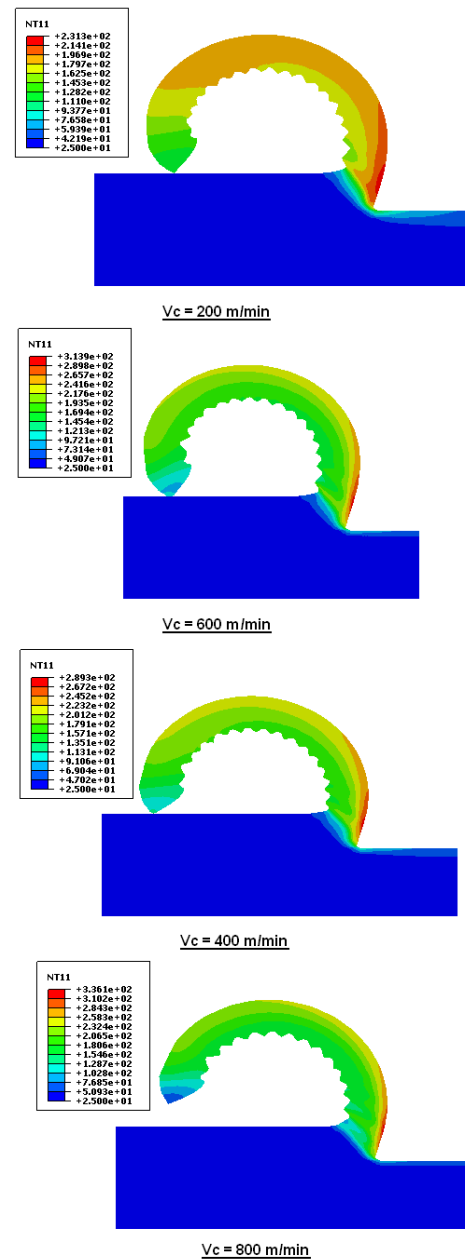 NT11
+2.313e+02
+2.141e+02
+1.969e+02
+1.797e+02
+1.625e+02
+1.453e+02
+1.282e+02
+1.110e+02
+9.377e+01
+7.658e+01
+5.939e+01
+4.219e+01
+2.500e+01
Vc = 200 m/min
NT11
+3.139e+02
+2.898e+02
+2.657e+02
+2.416e+02
+2.176e+02
+1.935e+02
+1.694e+02
+1.454e+02
+1.213e+02
+9.721e+01
+7.314e+01
+4.907e+01
+2.500e+01
Vc = 600 m/min
NT11
+2.893e+02
+2.672e+02
+2.452e+02
+2.232e+02
+2.012e+02
+1.791e+02
+1.571e+02
+1.351e+02
+1.131e+02
+9.106e+01
+6.904e+01
+4.702e+01
+2.500e+01
Vc = 400 m/min
NT11
+3.361e+02
+3.102e+02
+2.843e+02
+2.583e+02
+2.324e+02
+2.065e+02
+1.806e+02
+1.546e+02
+1.287e+02
+1.028e+02
+7.685e+01
+5.093e+01
+2.500e+01
Vc = 800 m/min